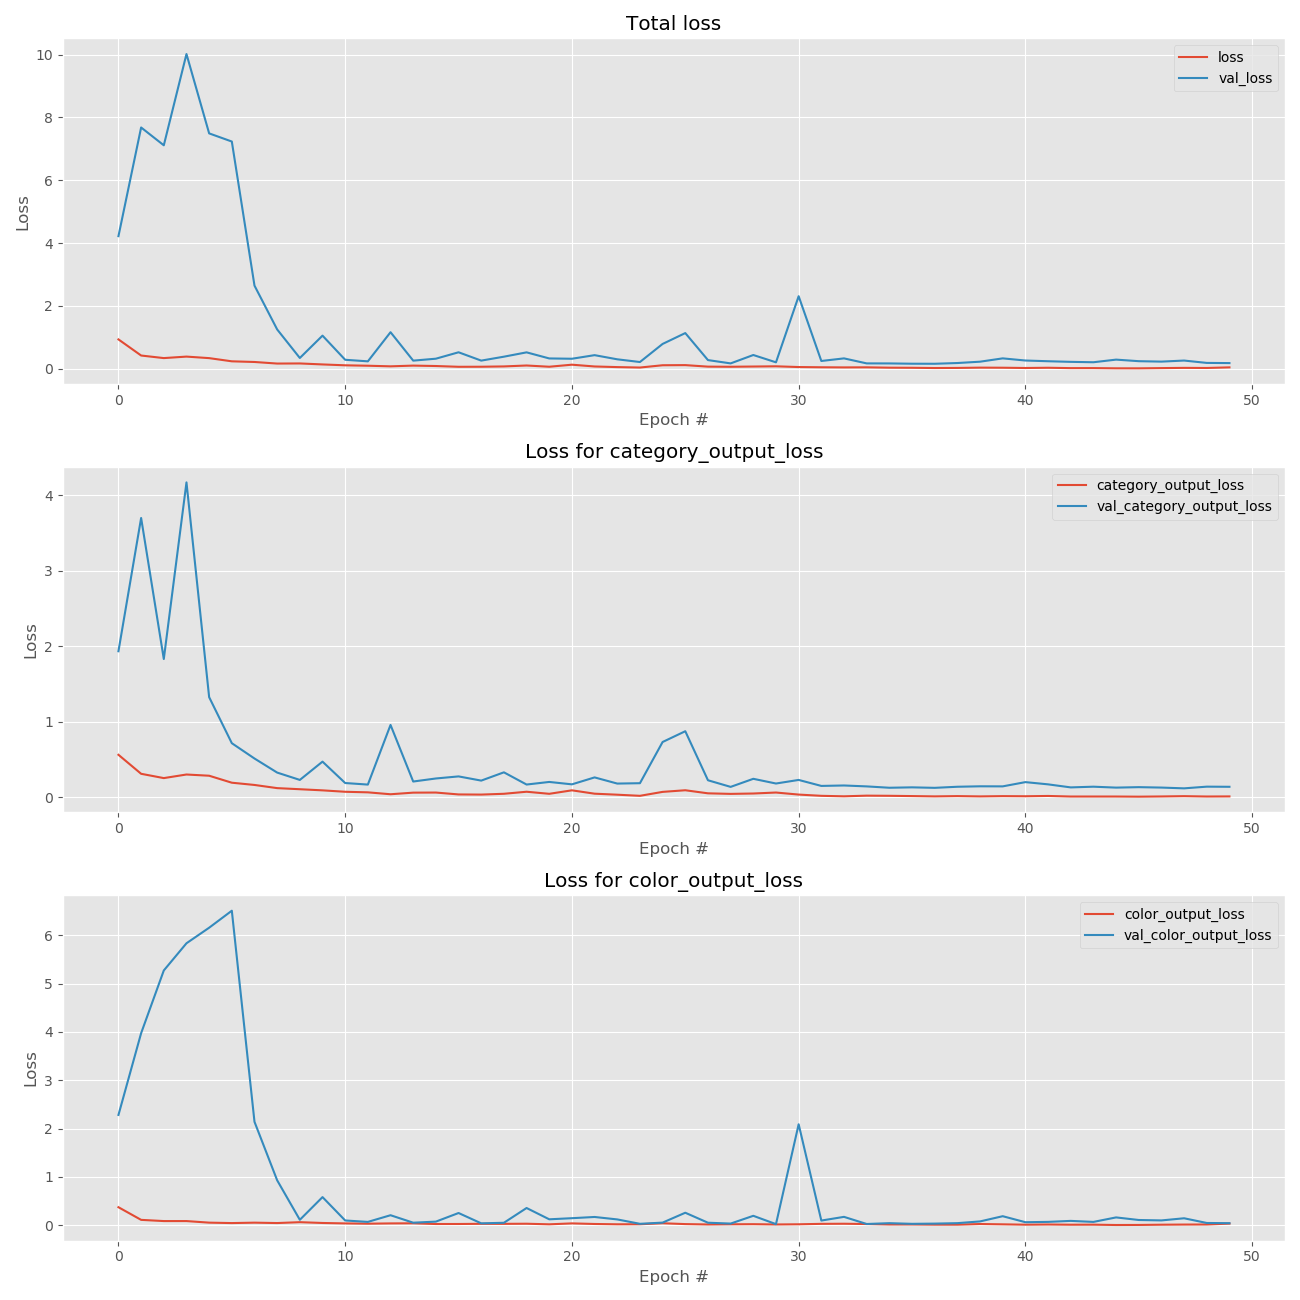 Total loss
10
8
6
4
2
0
Loss
loss
val_loss
0 10 20 30 40 50
Epoch #
Loss for category_output_loss
4
3
2
1
0
Loss
category_output_loss
val_category_output_loss
0 10 20 30 40 50
Epoch #
Loss for color_output_loss
6
5
4
3
2
1
0
Loss
color_output_loss
val_color_output_loss
0 10 20 30 40 50
Epoch #